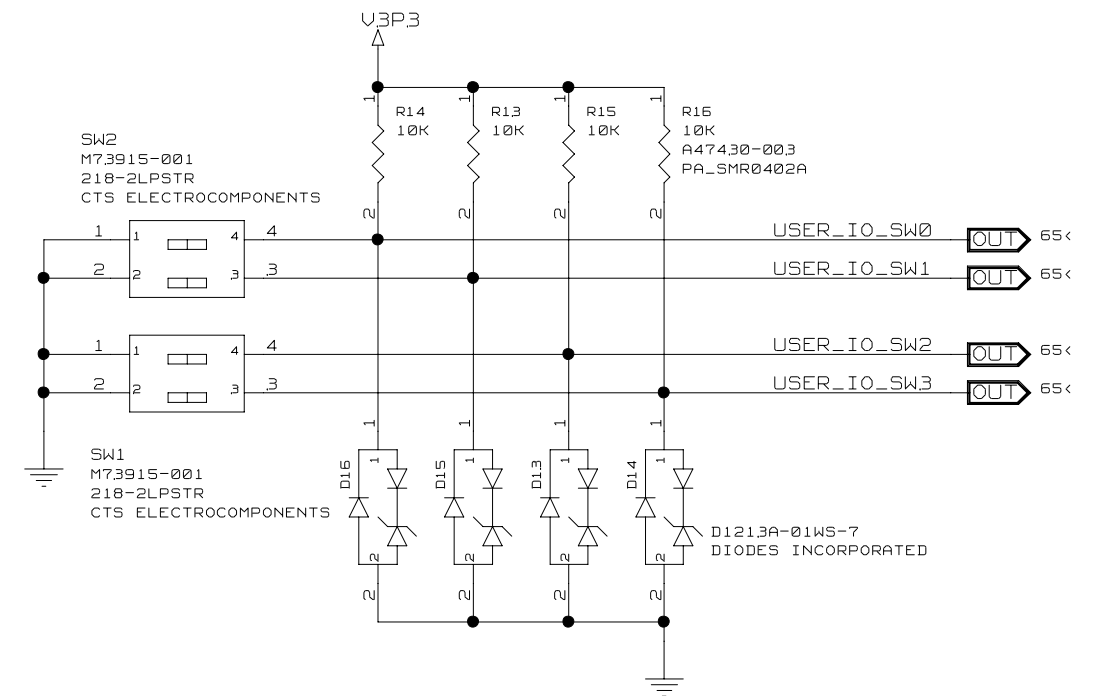 V3P3
1
1
1
1
R14
10K
R13
10K
R15
10K
R16
10K
A47430-003
PA_SMR0402A
SW2
M73915-001
218-2LPSTR
CTS ELECTROCOMPONENTS
2
2
2
2
1
1
4
4
USER_IO_SW0
OUT
65<
2
2
3
3
USER_IO_SW1
OUT
65<
1
1
4
4
USER_IO_SW2
OUT
65<
2
2
3
3
USER_IO_SW3
OUT
65<
1
1
1
1
SW1
M73915-001
218-2LPSTR
CTS ELECTROCOMPONENTS
D16
1
D15
1
D13
1
D14
1
D1213A-01WS-7
DIODES INCORPORATED
2
2
2
2
2
2
2
2